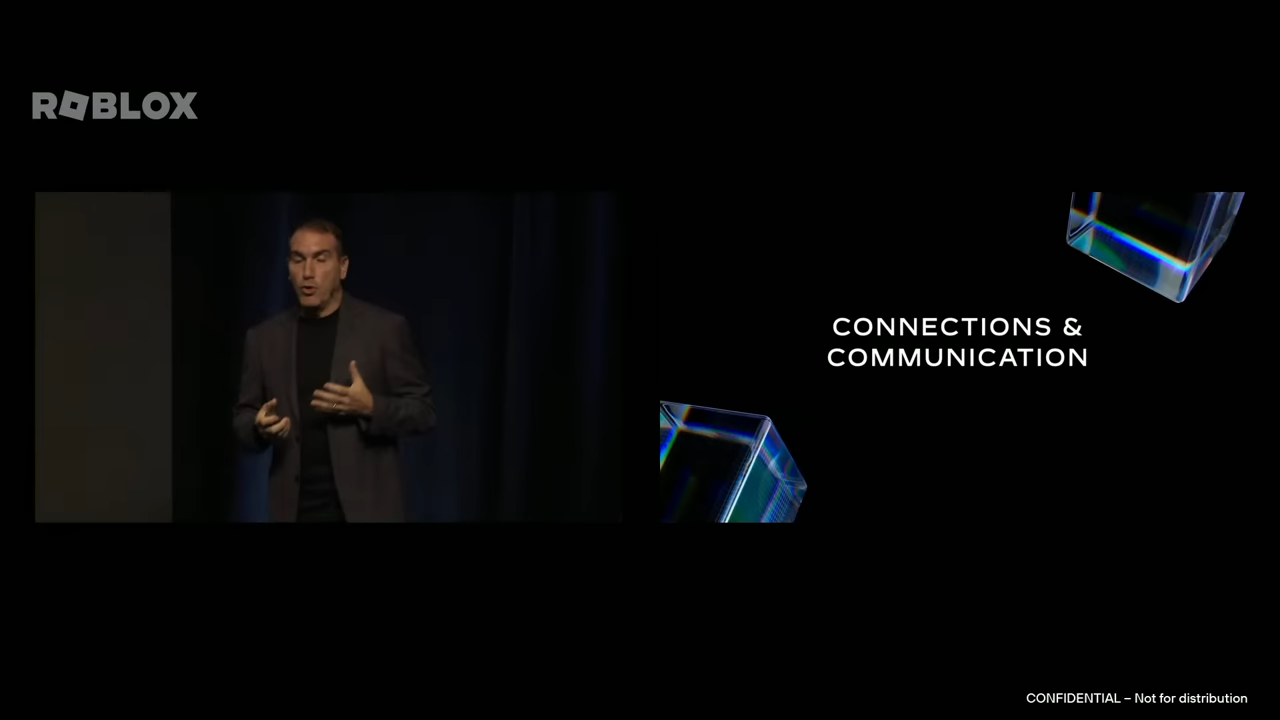 ROBLOX
CONNECTIONS &
COMMUNICATION
CONFIDENTIAL – Not for distribution